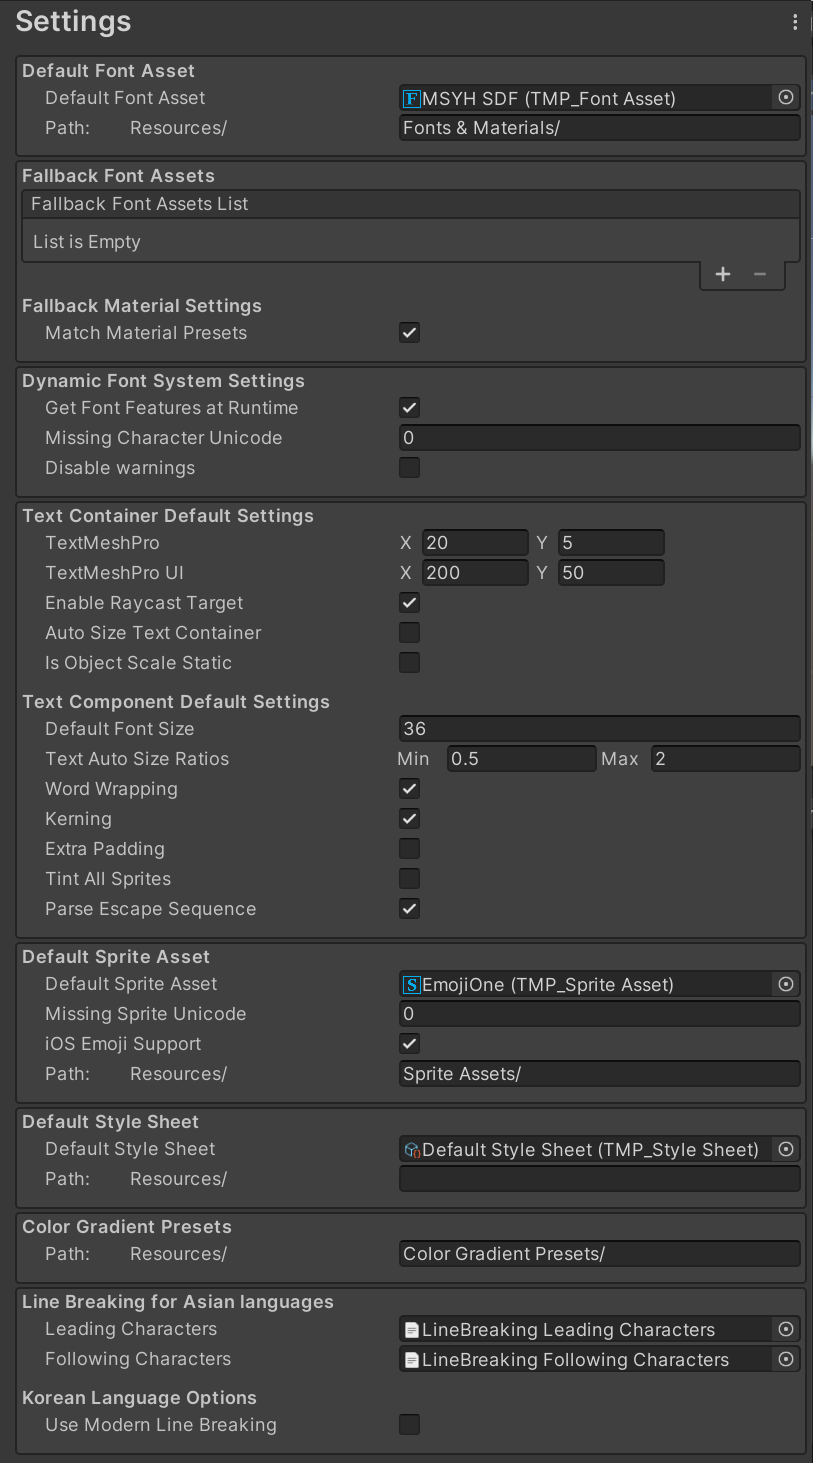 Settings
Default Font Asset
Default Font Asset MSYH SDF (TMP_Font Asset)
Path: Resources/ Fonts & Materials/
Fallback Font Assets
Fallback Font Assets List
List is Empty
Fallback Material Settings
Match Material Presets
Dynamic Font System Settings
Get Font Features at Runtime
Missing Character Unicode 0
Disable warnings
Text Container Default Settings
TextMeshPro X 20 Y 5
TextMeshPro UI X 200 Y 50
Enable Raycast Target
Auto Size Text Container
Is Object Scale Static
Text Component Default Settings
Default Font Size 36
Text Auto Size Ratios Min 0.5 Max 2
Word Wrapping
Kerning
Extra Padding
Tint All Sprites
Parse Escape Sequence
Default Sprite Asset
Default Sprite Asset EmojiOne (TMP_Sprite Asset)
Missing Sprite Unicode 0
iOS Emoji Support
Path: Resources/ Sprite Assets/
Default Style Sheet
Default Style Sheet Default Style Sheet (TMP_Style Sheet)
Path: Resources/
Color Gradient Presets
Path: Resources/ Color Gradient Presets/
Line Breaking for Asian languages
Leading Characters LineBreaking Leading Characters
Following Characters LineBreaking Following Characters
Korean Language Options
Use Modern Line Breaking